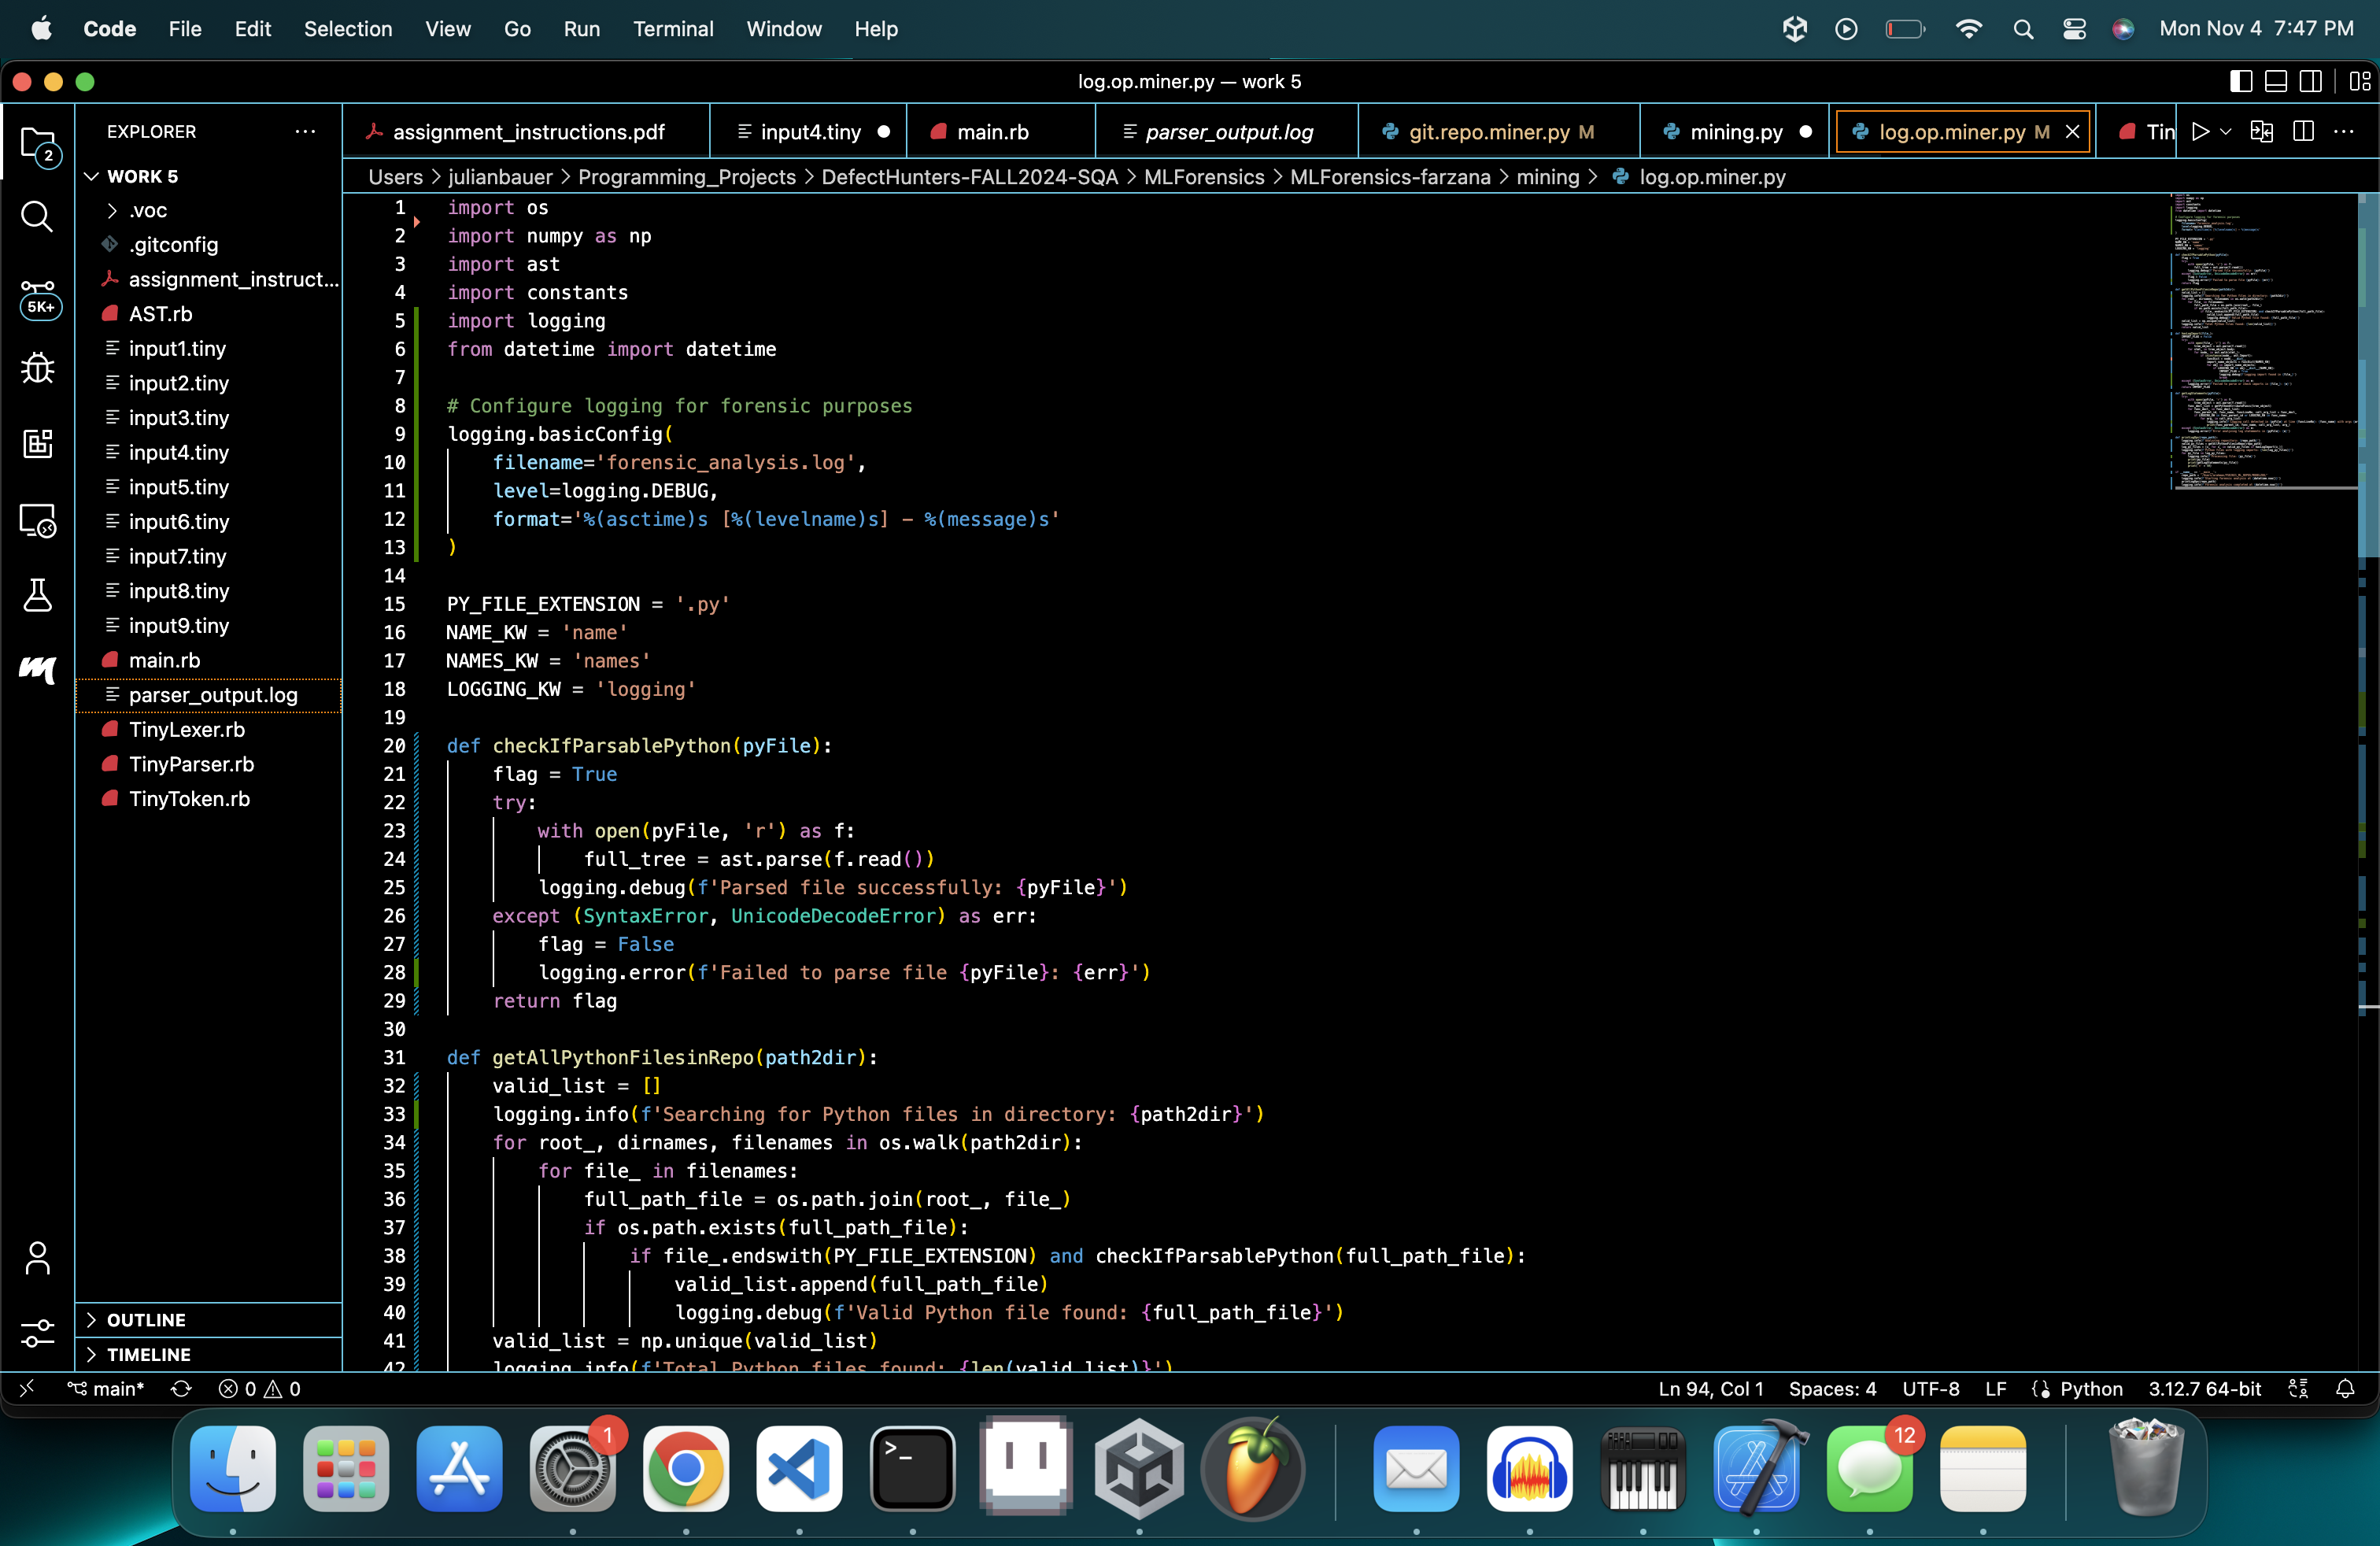 Code File Edit Selection View Go Run Terminal Window Help Mon Nov 4 7:47 PM
log.op.miner.py — work 5
EXPLORER
assignment_instructions.pdf input4.tiny main.rb parser_output.log git.repo.miner.py M mining.py log.op.miner.py M Tin
Users > julianbauer > Programming_Projects > DefectHunters-FALL2024-SQA > MLForensics > MLForensics-farzana > mining > log.op.miner.py
2
5K+
WORK 5
.voc
.gitconfig
assignment_instruct...
AST.rb
input1.tiny
input2.tiny
input3.tiny
input4.tiny
input5.tiny
input6.tiny
input7.tiny
input8.tiny
input9.tiny
main.rb
parser_output.log
TinyLexer.rb
TinyParser.rb
TinyToken.rb
OUTLINE
TIMELINE
1 import os
2 import numpy as np
3 import ast
4 import constants
5 import logging
6 from datetime import datetime
7
8 # Configure logging for forensic purposes
9 logging.basicConfig(
10 filename='forensic_analysis.log',
11 level=logging.DEBUG,
12 format='%(asctime)s [%(levelname)s] - %(message)s'
13 )
14
15 PY_FILE_EXTENSION = '.py'
16 NAME_KW = 'name'
17 NAMES_KW = 'names'
18 LOGGING_KW = 'logging'
19
20 def checkIfParsablePython(pyFile):
21 flag = True
22 try:
23 with open(pyFile, 'r') as f:
24 full_tree = ast.parse(f.read())
25 logging.debug(f'Parsed file successfully: {pyFile}')
26 except (SyntaxError, UnicodeDecodeError) as err:
27 flag = False
28 logging.error(f'Failed to parse file {pyFile}: {err}')
29 return flag
30
31 def getAllPythonFilesinRepo(path2dir):
32 valid_list = []
33 logging.info(f'Searching for Python files in directory: {path2dir}')
34 for root_, dirnames, filenames in os.walk(path2dir):
35 for file_ in filenames:
36 full_path_file = os.path.join(root_, file_)
37 if os.path.exists(full_path_file):
38 if file_.endswith(PY_FILE_EXTENSION) and checkIfParsablePython(full_path_file):
39 valid_list.append(full_path_file)
40 logging.debug(f'Valid Python file found: {full_path_file}')
41 valid_list = np.unique(valid_list)
42 logging.info(f'Total Python files found: {len(valid_list)}')
main* 0 0 Ln 94, Col 1 Spaces: 4 UTF-8 LF Python 3.12.7 64-bit
1
12